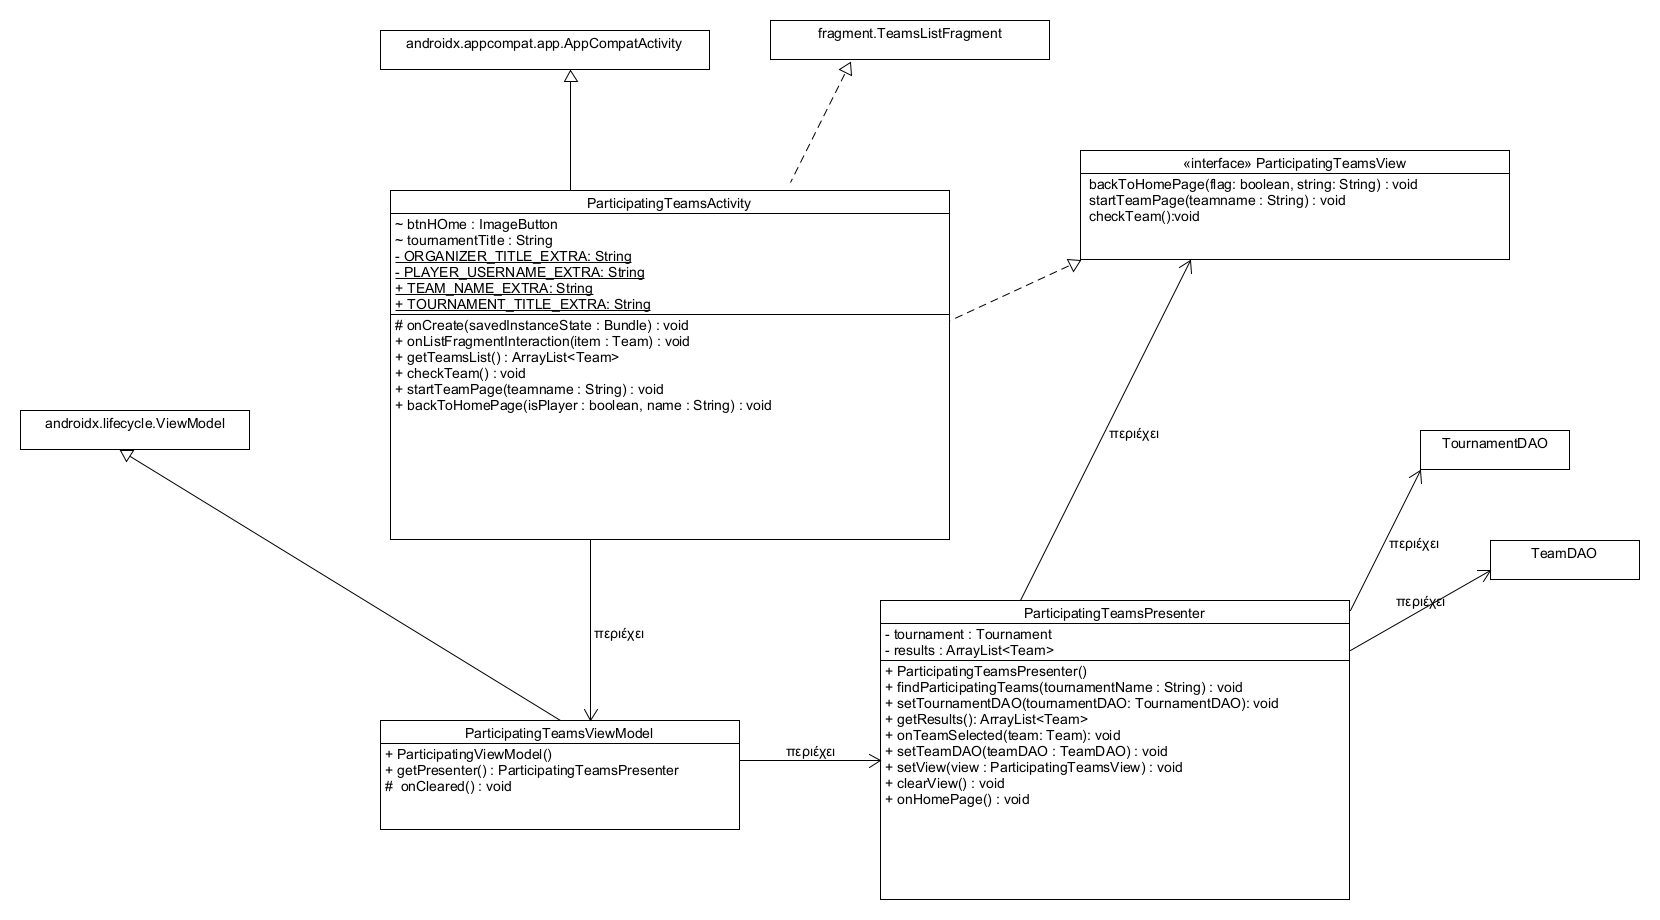 androidx.appcompat.app.AppCompatActivity
fragment.TeamsListFragment
«interface» ParticipatingTeamsView
backToHomePage(flag: boolean, string: String) : void
startTeamPage(teamname : String) : void
checkTeam():void
ParticipatingTeamsActivity
~ btnHOme : ImageButton
~ tournamentTitle : String
- ORGANIZER_TITLE_EXTRA: String
- PLAYER_USERNAME_EXTRA: String
+ TEAM_NAME_EXTRA: String
+ TOURNAMENT_TITLE_EXTRA: String
# onCreate(savedInstanceState : Bundle) : void
+ onListFragmentInteraction(item : Team) : void
+ getTeamsList() : ArrayList<Team>
+ checkTeam() : void
+ startTeamPage(teamname : String) : void
+ backToHomePage(isPlayer : boolean, name : String) : void
androidx.lifecycle.ViewModel
περιέχει
TournamentDAO
περιέχει
TeamDAO
περιέχει
περιέχει
ParticipatingTeamsPresenter
- tournament : Tournament
- results : ArrayList<Team>
+ ParticipatingTeamsPresenter()
+ findParticipatingTeams(tournamentName : String) : void
+ setTournamentDAO(tournamentDAO: TournamentDAO): void
+ getResults(): ArrayList<Team>
+ onTeamSelected(team: Team): void
+ setTeamDAO(teamDAO : TeamDAO) : void
+ setView(view : ParticipatingTeamsView) : void
+ clearView() : void
+ onHomePage() : void
ParticipatingTeamsViewModel
+ ParticipatingViewModel()
+ getPresenter() : ParticipatingTeamsPresenter
# onCleared() : void
περιέχει